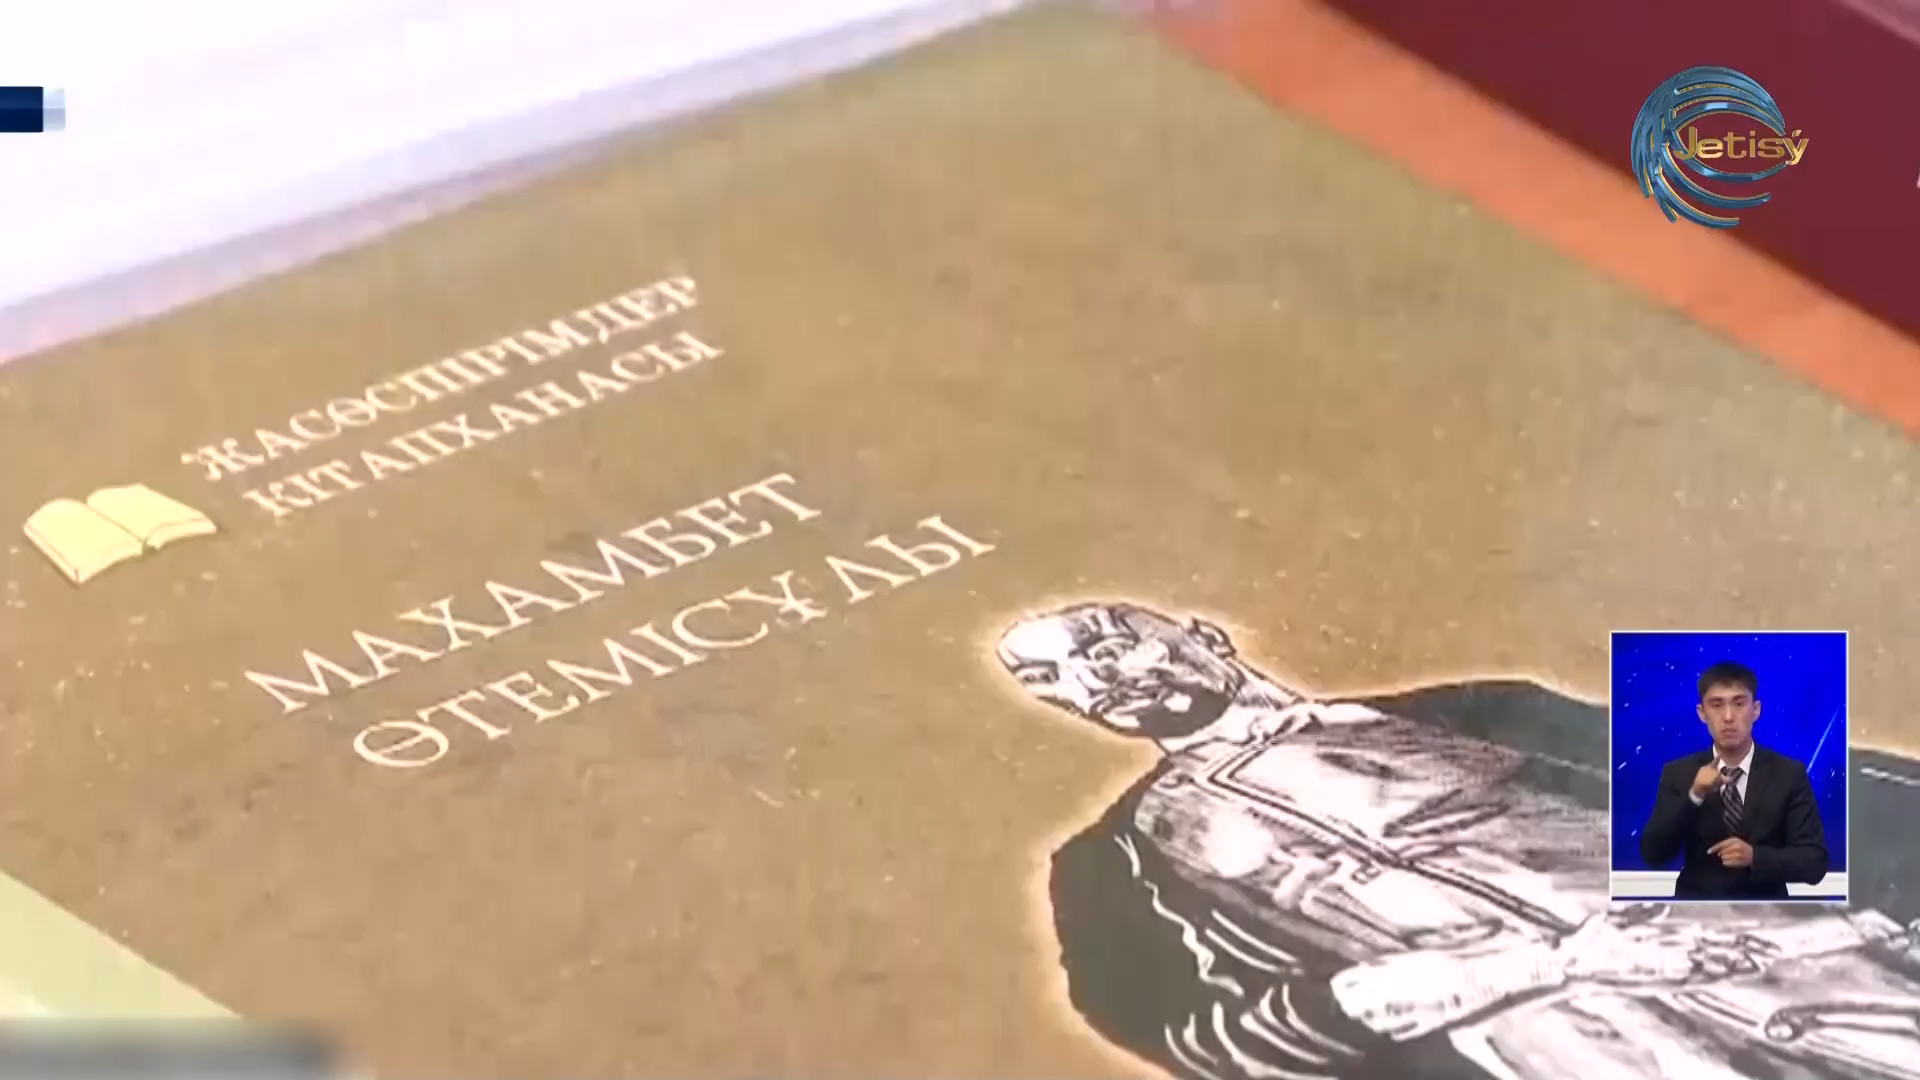 Jetisý
ЖАСӨСПІРІМДЕР
КІТАПХАНАСЫ
МАХАМБЕТ
ӨТЕМІСҰЛЫ